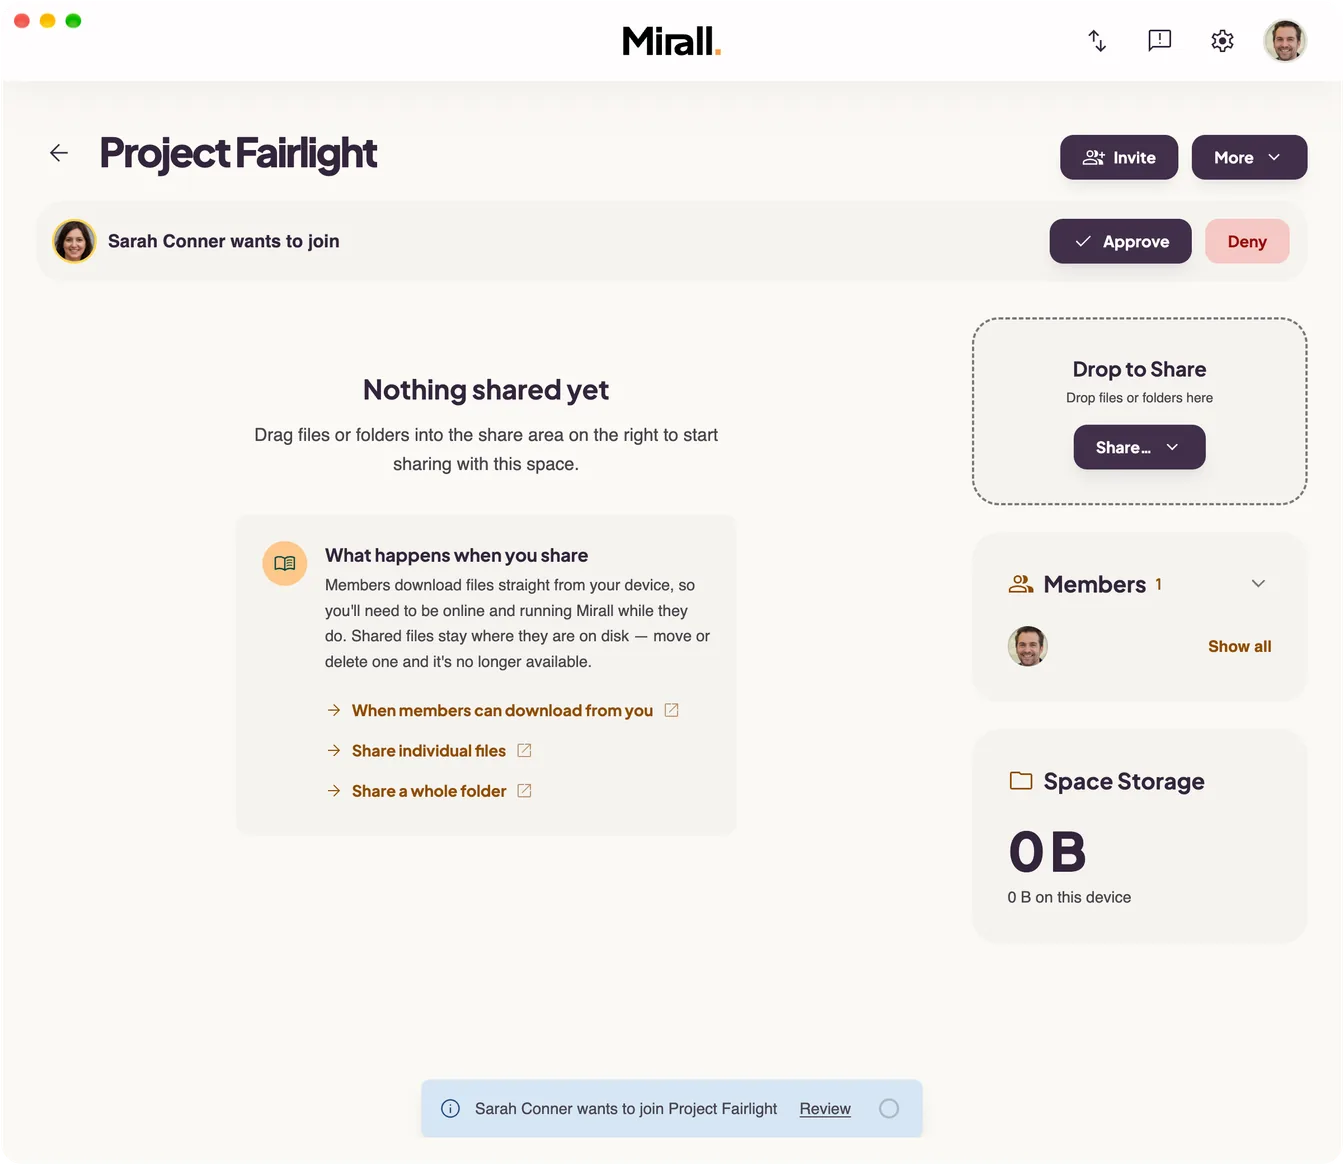 Mirall.
Project Fairlight
Invite
More
Sarah Conner wants to join
Approve
Deny
Nothing shared yet
Drag files or folders into the share area on the right to start
sharing with this space.
What happens when you share
Members download files straight from your device, so
you'll need to be online and running Mirall while they
do. Shared files stay where they are on disk — move or
delete one and it's no longer available.
When members can download from you
Share individual files
Share a whole folder
Drop to Share
Drop files or folders here
Share...
Members 1
Show all
Space Storage
0 B
0 B on this device
Sarah Conner wants to join Project Fairlight Review